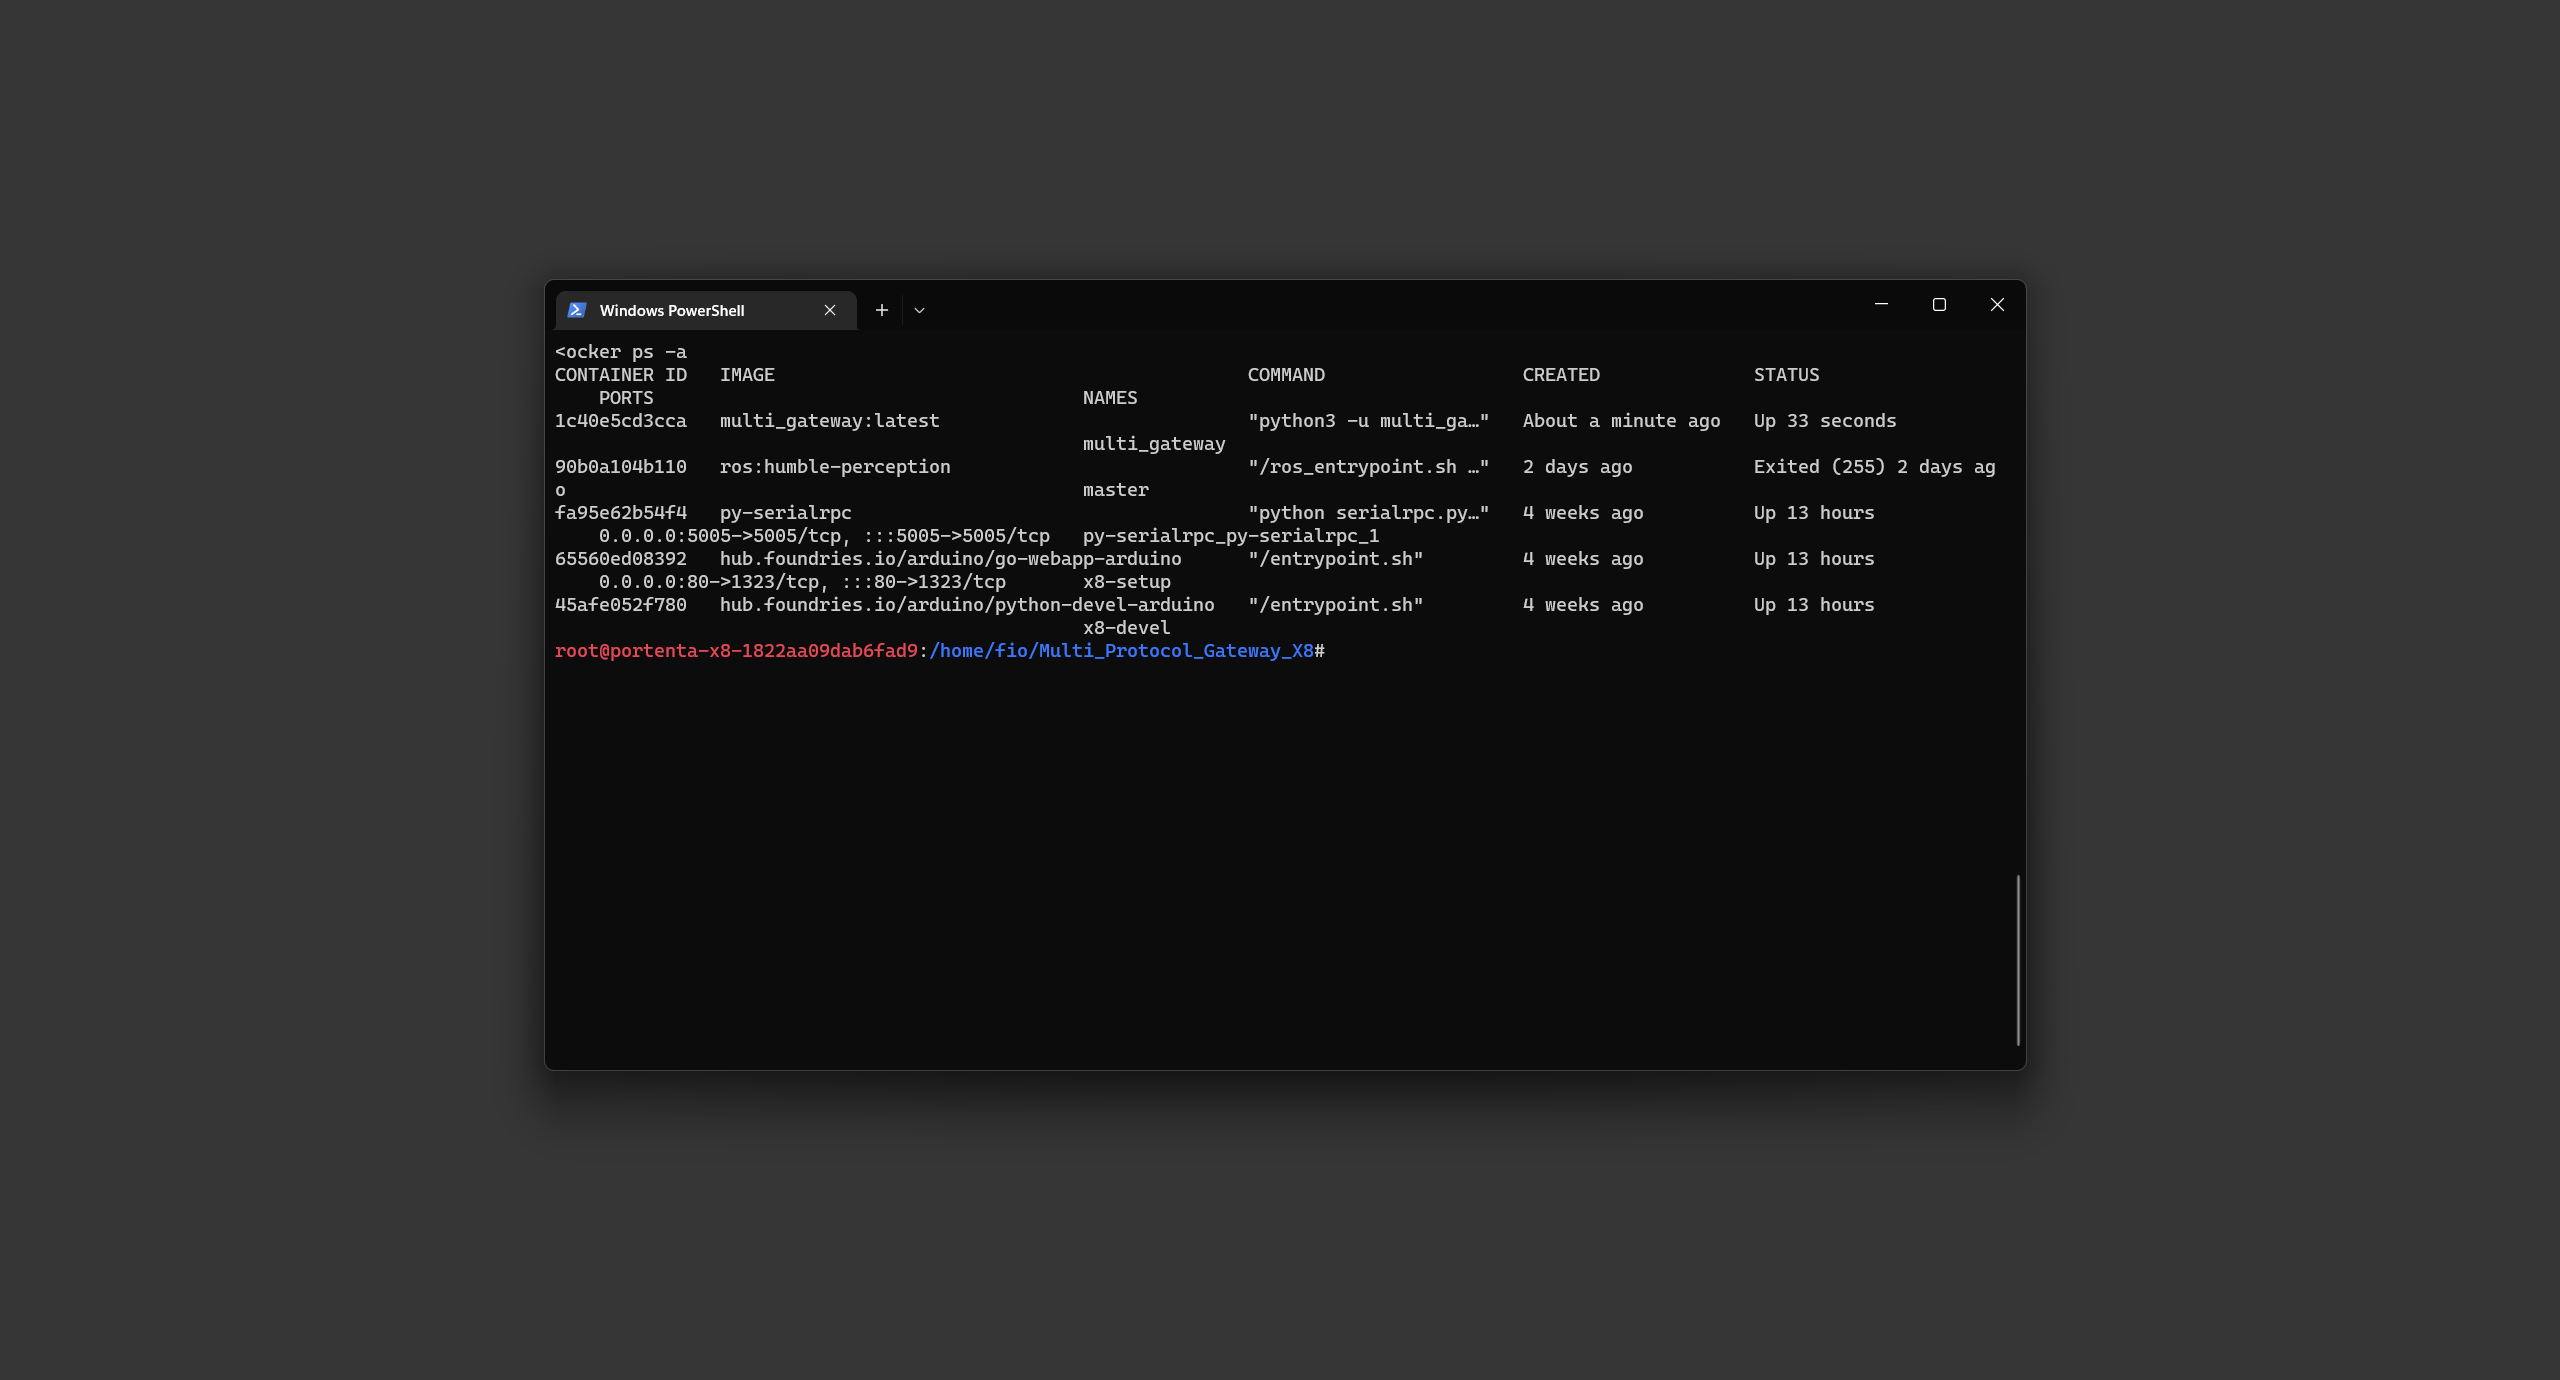 Windows PowerShell
<ocker ps -a
CONTAINER ID   IMAGE                                           COMMAND                  CREATED              STATUS
    PORTS                                       NAMES
1c40e5cd3cca   multi_gateway:latest                            "python3 -u multi_ga…"   About a minute ago   Up 33 seconds
                                                multi_gateway
90b0a104b110   ros:humble-perception                           "/ros_entrypoint.sh …"   2 days ago           Exited (255) 2 days ag
o                                               master
fa95e62b54f4   py-serialrpc                                    "python serialrpc.py…"   4 weeks ago          Up 13 hours
    0.0.0.0:5005->5005/tcp, :::5005->5005/tcp   py-serialrpc_py-serialrpc_1
65560ed08392   hub.foundries.io/arduino/go-webapp-arduino      "/entrypoint.sh"         4 weeks ago          Up 13 hours
    0.0.0.0:80->1323/tcp, :::80->1323/tcp       x8-setup
45afe052f780   hub.foundries.io/arduino/python-devel-arduino   "/entrypoint.sh"         4 weeks ago          Up 13 hours
                                                x8-devel
root@portenta-x8-1822aa09dab6fad9:/home/fio/Multi_Protocol_Gateway_X8#